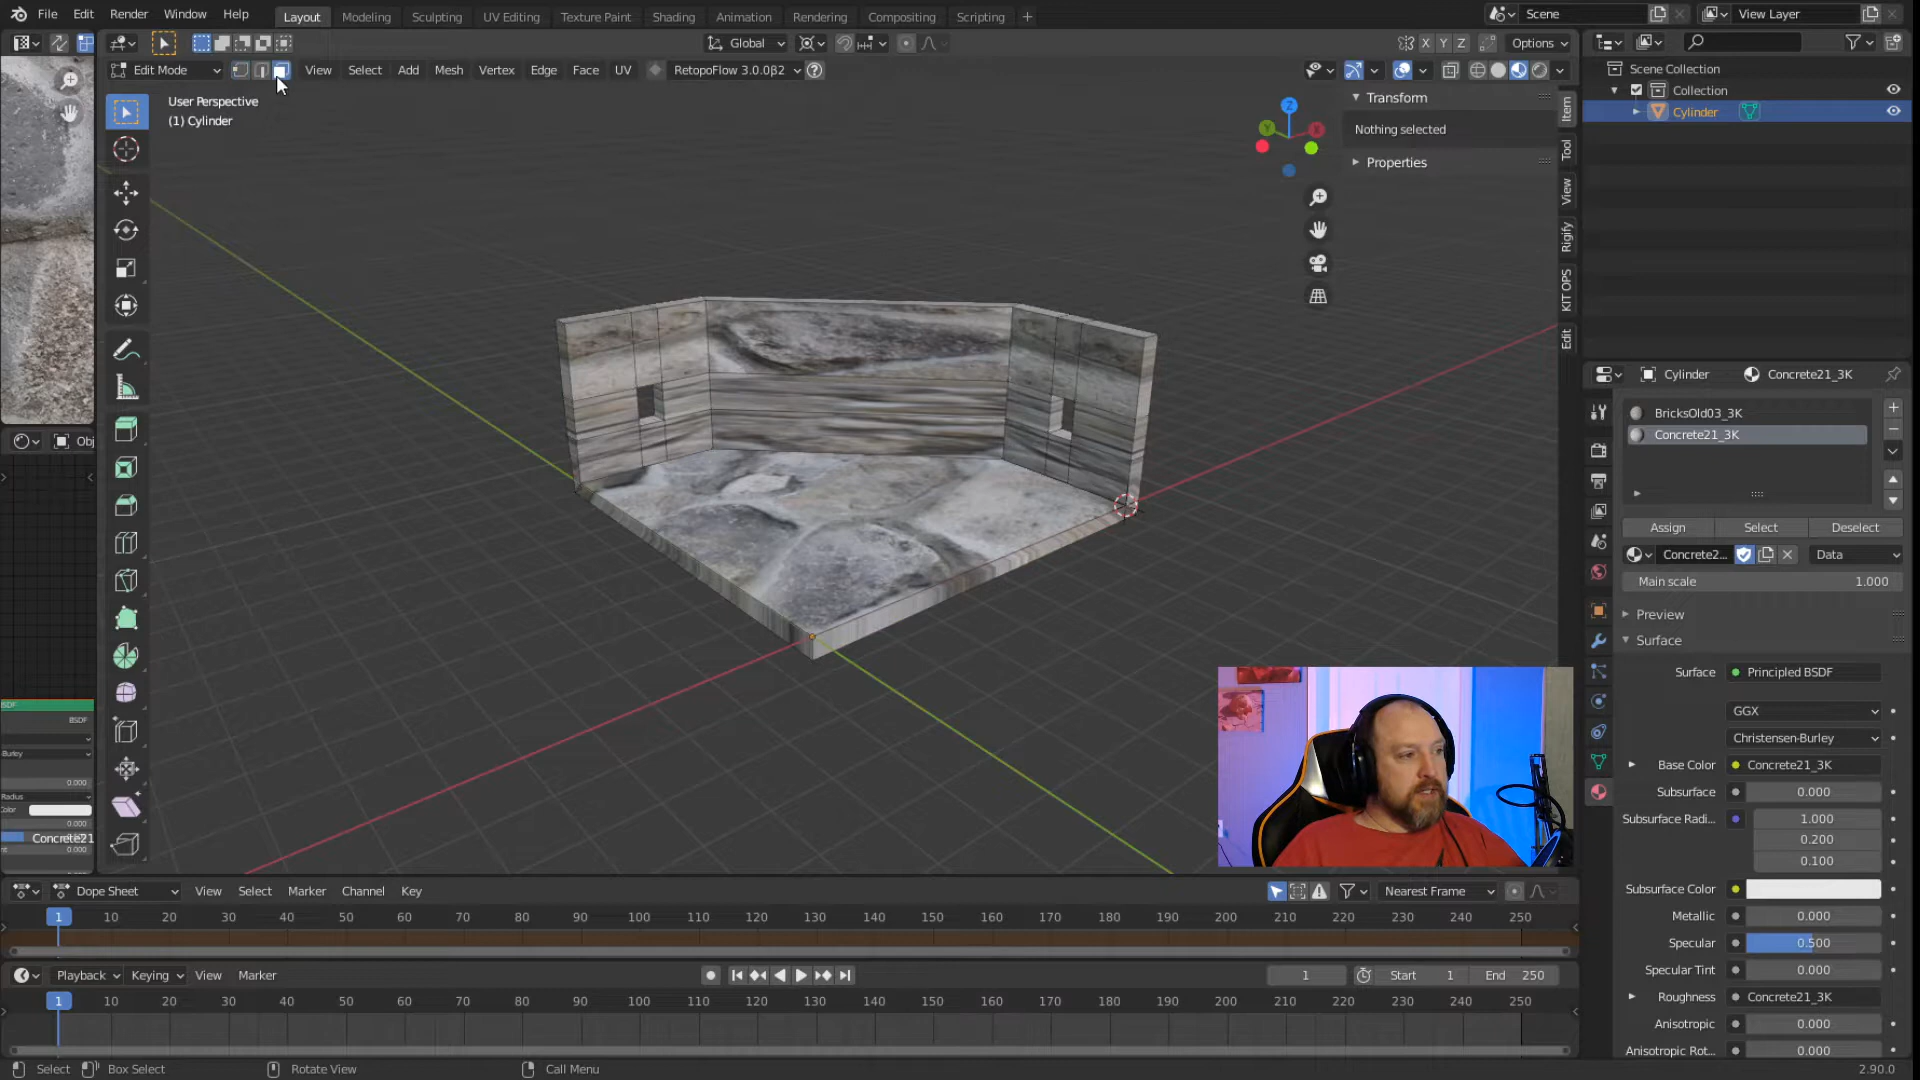 File Edit Render Window Help Layout Modeling Sculpting UV Editing Texture Paint Shading Animation Rendering Compositing Scripting + Scene View Layer
Global X Y Z Options
Edit Mode View Select Add Mesh Vertex Edge Face UV RetopoFlow 3.0.0β2
User Perspective
(1) Cylinder
Z
Y
X
Transform
Nothing selected
Properties
Item
Tool
View
Rigify
KIT OPS
Edit
Scene Collection
Collection
Cylinder
Cylinder Concrete21_3K
BricksOld03_3K
Concrete21_3K
Assign Select Deselect
Concrete2... Data
Main scale 1.000
Preview
Surface
Surface Principled BSDF
GGX
Christensen-Burley
Base Color Concrete21_3K
Subsurface 0.000
Subsurface Radi... 1.000
0.200
0.100
Subsurface Color
Metallic 0.000
Specular 0.500
Specular Tint 0.000
Roughness Concrete21_3K
Anisotropic 0.000
Anisotropic Rot... 0.000
Obj
BSDF
Burley
0.000
Radius
0.000
Concrete21
0.000
Dope Sheet View Select Marker Channel Key Nearest Frame
1 10 20 30 40 50 60 70 80 90 100 110 120 130 140 150 160 170 180 190 200 210 220 230 240 250
Playback Keying View Marker 1 Start 1 End 250
1 10 20 30 40 50 60 70 80 90 100 110 120 130 140 150 160 170 180 190 200 210 220 230 240 250
Select Box Select Rotate View Call Menu 2.90.0